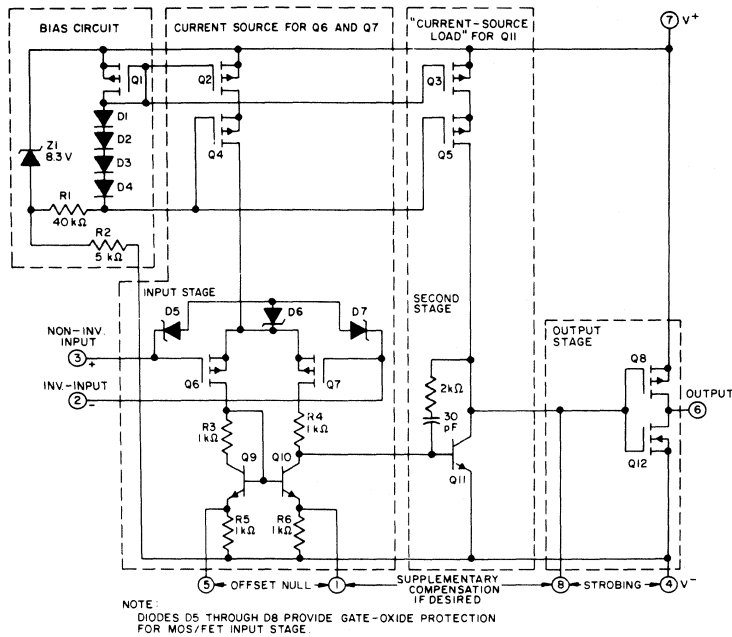 BIAS CIRCUIT
CURRENT SOURCE FOR Q6 AND Q7
"CURRENT-SOURCE
LOAD" FOR Q11
7 V+
Q1
Q2
Q3
D1
D2
D3
D4
Z1
8.3 V
Q4
Q5
R1
40 kΩ
R2
5 kΩ
INPUT STAGE
D5
D6
D7
SECOND
STAGE
OUTPUT
STAGE
NON-INV.
INPUT
3 +
Q6
Q7
Q8
OUTPUT
6
INV.-INPUT
2 -
2kΩ
30
pF
R3
1kΩ
R4
1kΩ
Q9
Q10
Q11
Q12
R5
1kΩ
R6
1kΩ
5 OFFSET NULL 1
SUPPLEMENTARY
COMPENSATION
IF DESIRED
8 STROBING 4 V-
NOTE:
DIODES D5 THROUGH D8 PROVIDE GATE-OXIDE PROTECTION
FOR MOS/FET INPUT STAGE.